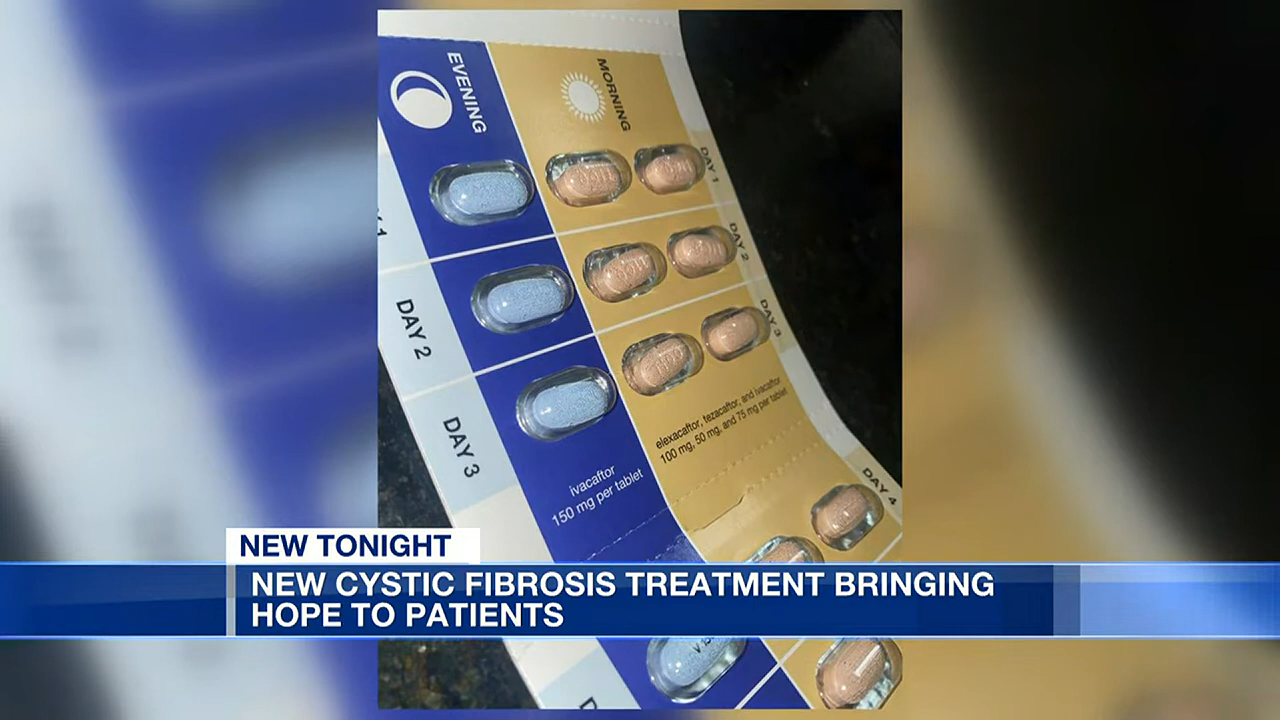 EVENING
MORNING
DAY 1
DAY 2
DAY 3
DAY 2
DAY 3
elexacaftor, tezacaftor, and ivacaftor
100 mg, 50 mg, and 75 mg per tablet
ivacaftor
150 mg per tablet
DAY 4
NEW TONIGHT
NEW CYSTIC FIBROSIS TREATMENT BRINGING
HOPE TO PATIENTS